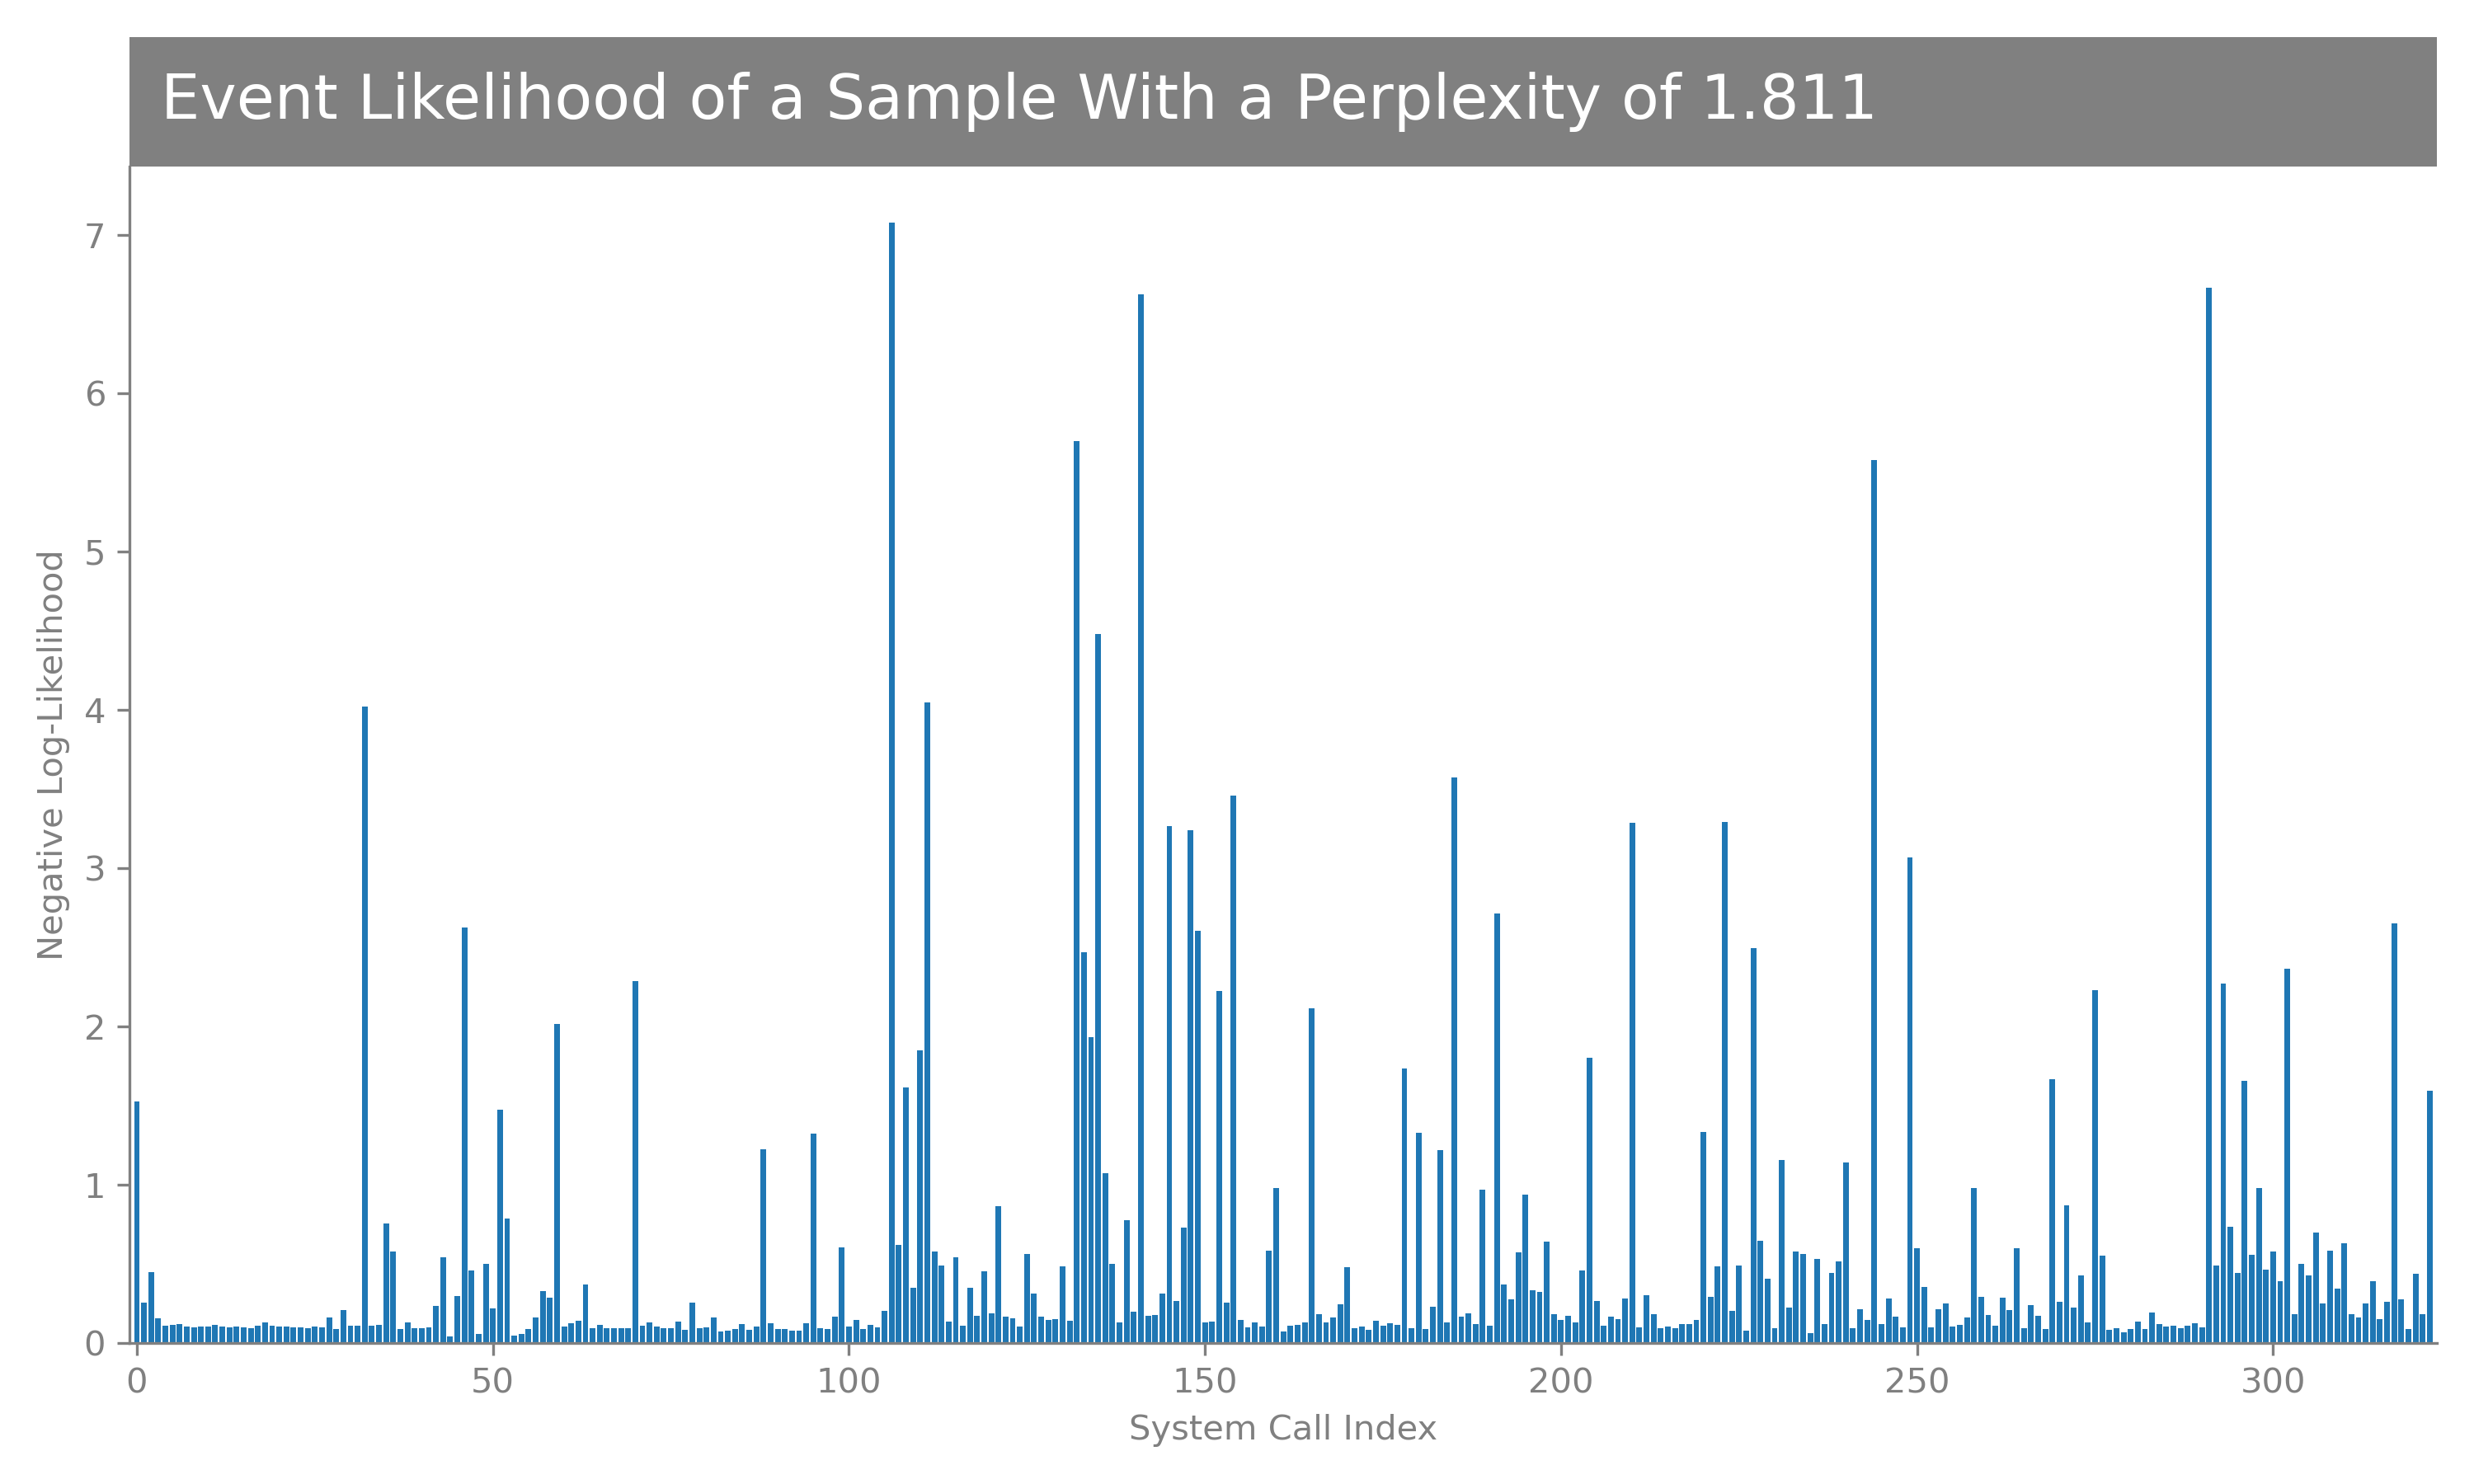 Event Likelihood of a Sample With a Perplexity of 1.811
Negative Log-Likelihood
7
6
5
4
3
2
1
0
0 50 100 150 200 250 300
System Call Index